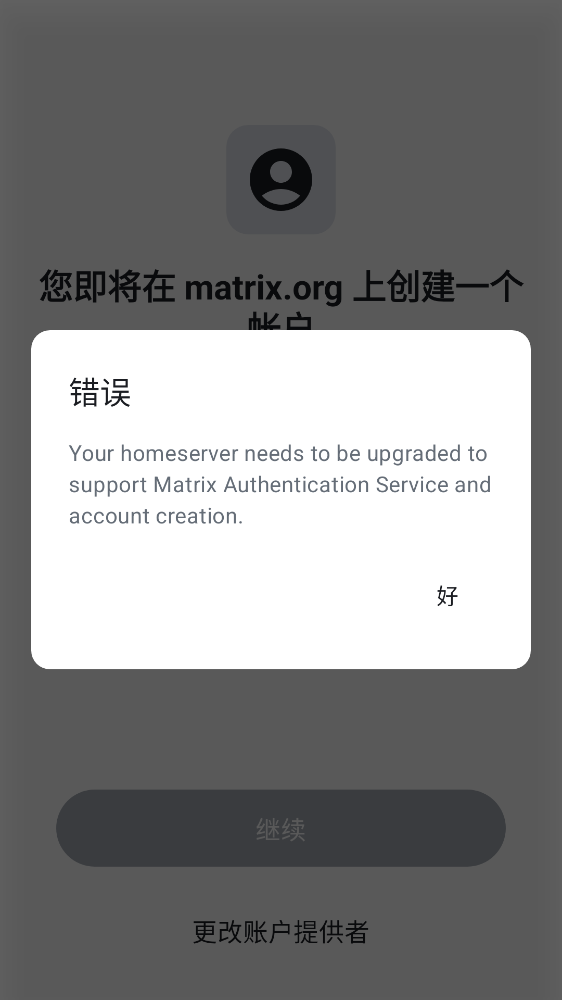 您即将在 matrix.org 上创建一个
帐户
错误
Your homeserver needs to be upgraded to
support Matrix Authentication Service and
account creation.
好
继续
更改账户提供者